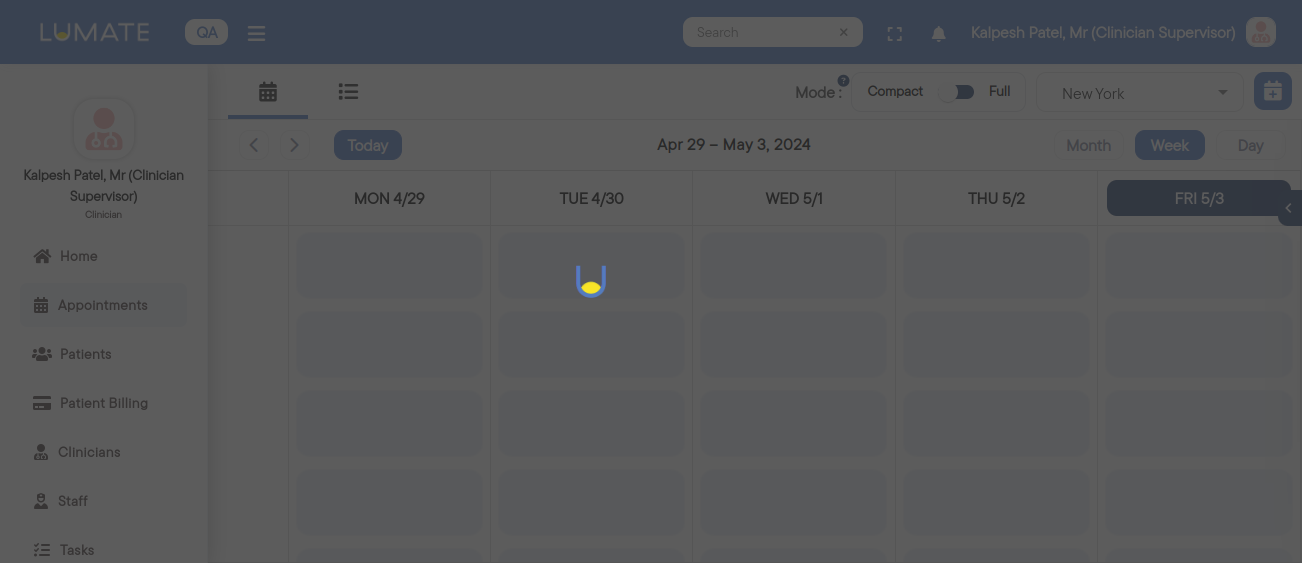 LUMATE
QA
Search
Kalpesh Patel, Mr (Clinician Supervisor)
Mode :
?
Compact
Full
New York
Kalpesh Patel, Mr (Clinician
Supervisor)
Clinician
Today
Apr 29 – May 3, 2024
Month
Week
Day
MON 4/29
TUE 4/30
WED 5/1
THU 5/2
FRI 5/3
Home
Appointments
Patients
Patient Billing
Clinicians
Staff
Tasks